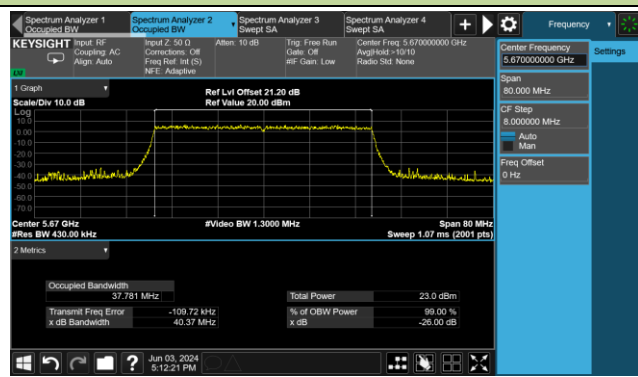 Spectrum Analyzer 1
Occupied BW
Spectrum Analyzer 2
Occupied BW
Spectrum Analyzer 3
Swept SA
Spectrum Analyzer 4
Swept SA
Frequency
KEYSIGHT
Input: RF
Coupling: AC
Align: Auto
Input Z: 50 Ω
Corrections: Off
Freq Ref: Int (S)
NFE: Adaptive
Atten: 10 dB
Trig: Free Run
Gate: Off
#IF Gain: Low
Center Freq: 5.670000000 GHz
Avg|Hold:>10/10
Radio Std: None
LXI
Center Frequency
5.670000000 GHz
Settings
Span
80.000 MHz
CF Step
8.000000 MHz
Auto
Man
Freq Offset
0 Hz
1 Graph
Scale/Div 10.0 dB
Ref Lvl Offset 21.20 dB
Ref Value 20.00 dBm
Log
10.0
0.00
-10.0
-20.0
-30.0
-40.0
-50.0
-60.0
-70.0
Center 5.67 GHz
#Video BW 1.3000 MHz
Span 80 MHz
#Res BW 430.00 kHz
Sweep 1.07 ms (2001 pts)
2 Metrics
Occupied Bandwidth
37.781 MHz
Total Power
23.0 dBm
Transmit Freq Error
-109.72 kHz
% of OBW Power
99.00 %
x dB Bandwidth
40.37 MHz
x dB
-26.00 dB
?
Jun 03, 2024
5:12:21 PM